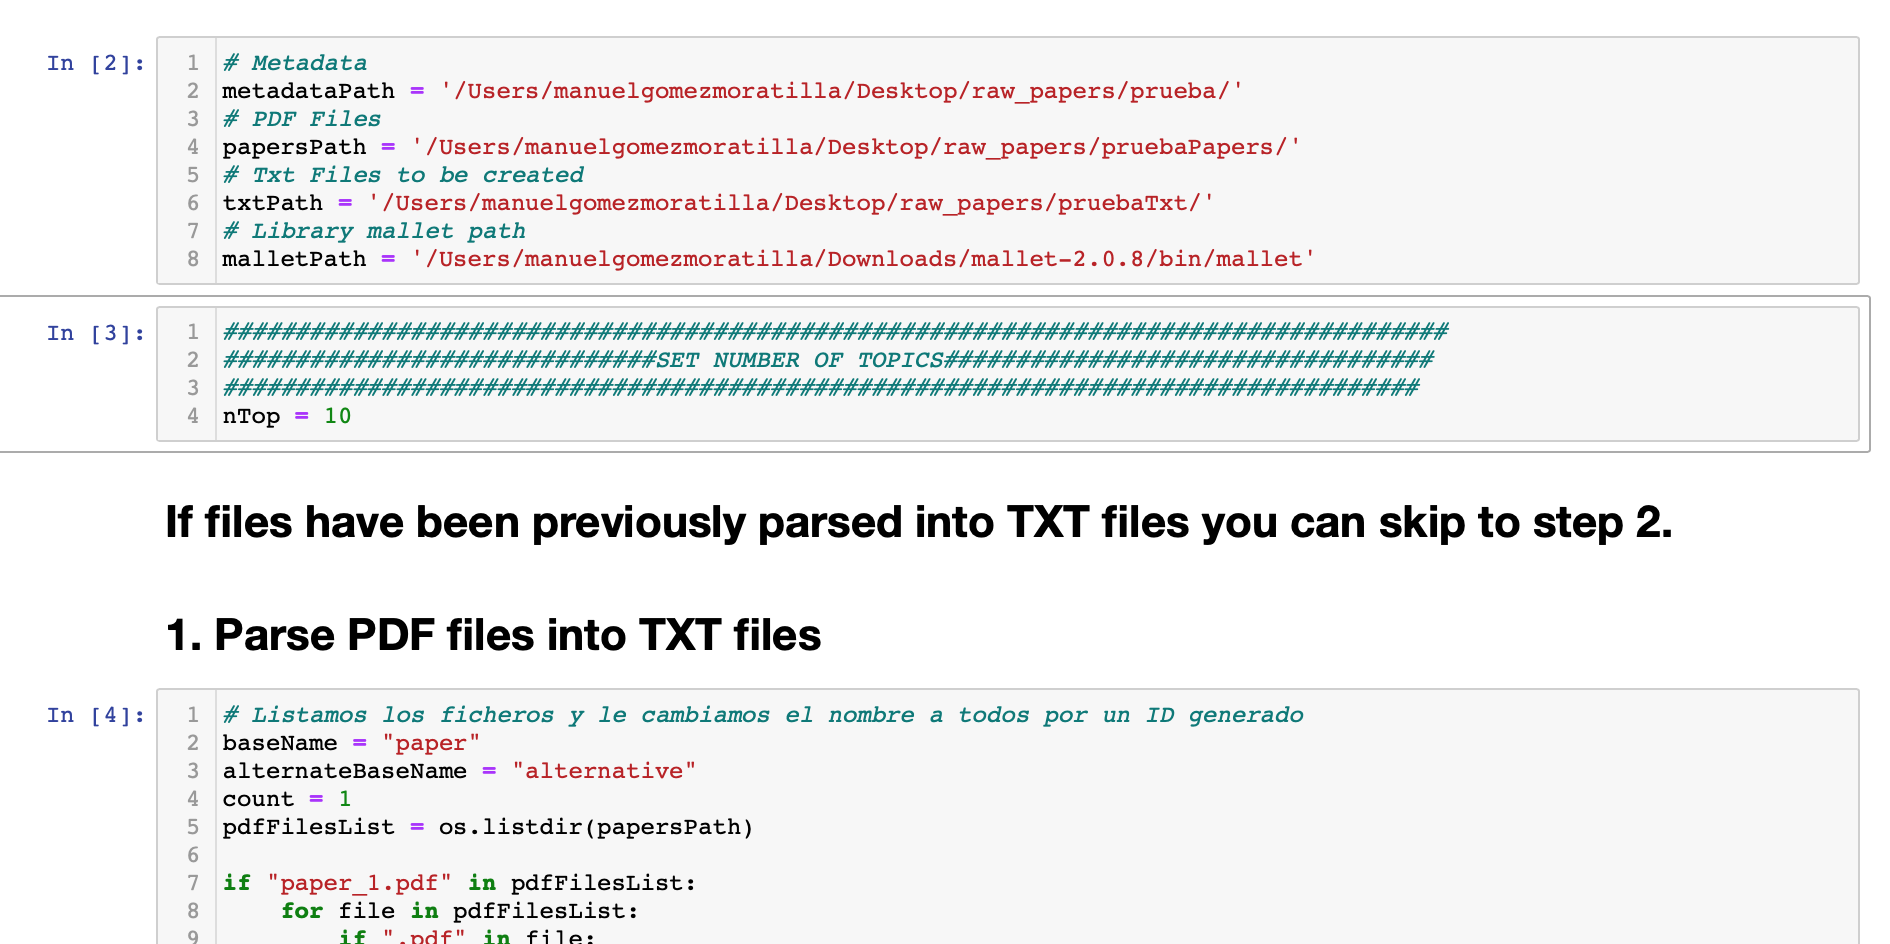 In [2]:
1 # Metadata
2 metadataPath = '/Users/manuelgomezmoratilla/Desktop/raw_papers/prueba/'
3 # PDF Files
4 papersPath = '/Users/manuelgomezmoratilla/Desktop/raw_papers/pruebaPapers/'
5 # Txt Files to be created
6 txtPath = '/Users/manuelgomezmoratilla/Desktop/raw_papers/pruebaTxt/'
7 # Library mallet path
8 malletPath = '/Users/manuelgomezmoratilla/Downloads/mallet-2.0.8/bin/mallet'
In [3]:
1 #####################################################################################
2 ##############################SET NUMBER OF TOPICS##################################
3 ###################################################################################
4 nTop = 10
If files have been previously parsed into TXT files you can skip to step 2.
1. Parse PDF files into TXT files
In [4]:
1 # Listamos los ficheros y le cambiamos el nombre a todos por un ID generado
2 baseName = "paper"
3 alternateBaseName = "alternative"
4 count = 1
5 pdfFilesList = os.listdir(papersPath)
6
7 if "paper_1.pdf" in pdfFilesList:
8     for file in pdfFilesList:
9         if ".pdf" in file: